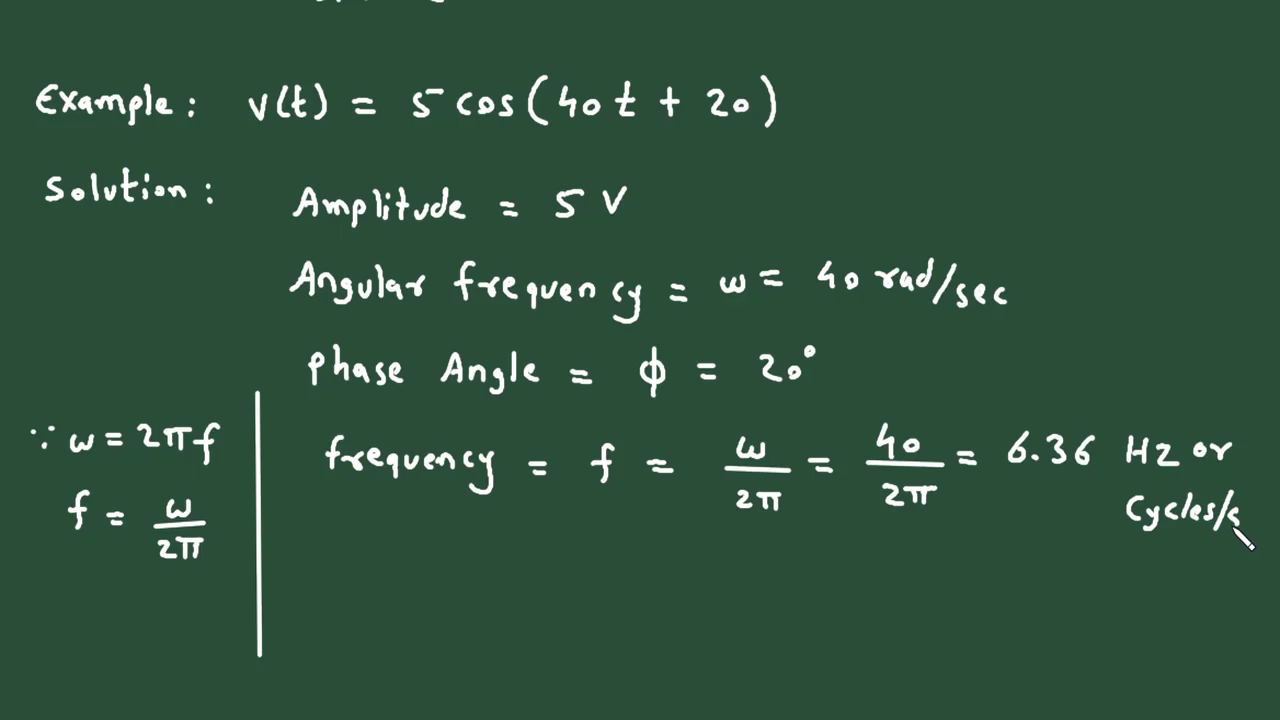 Example: v(t) = 5 cos(40t + 20)
Solution: Amplitude = 5 V
Angular frequency = ω = 40 rad/sec
Phase Angle = ϕ = 20°
∵ ω = 2πf
f = ω/2π
frequency = f = ω/2π = 40/2π = 6.36 Hz or
Cycles/s